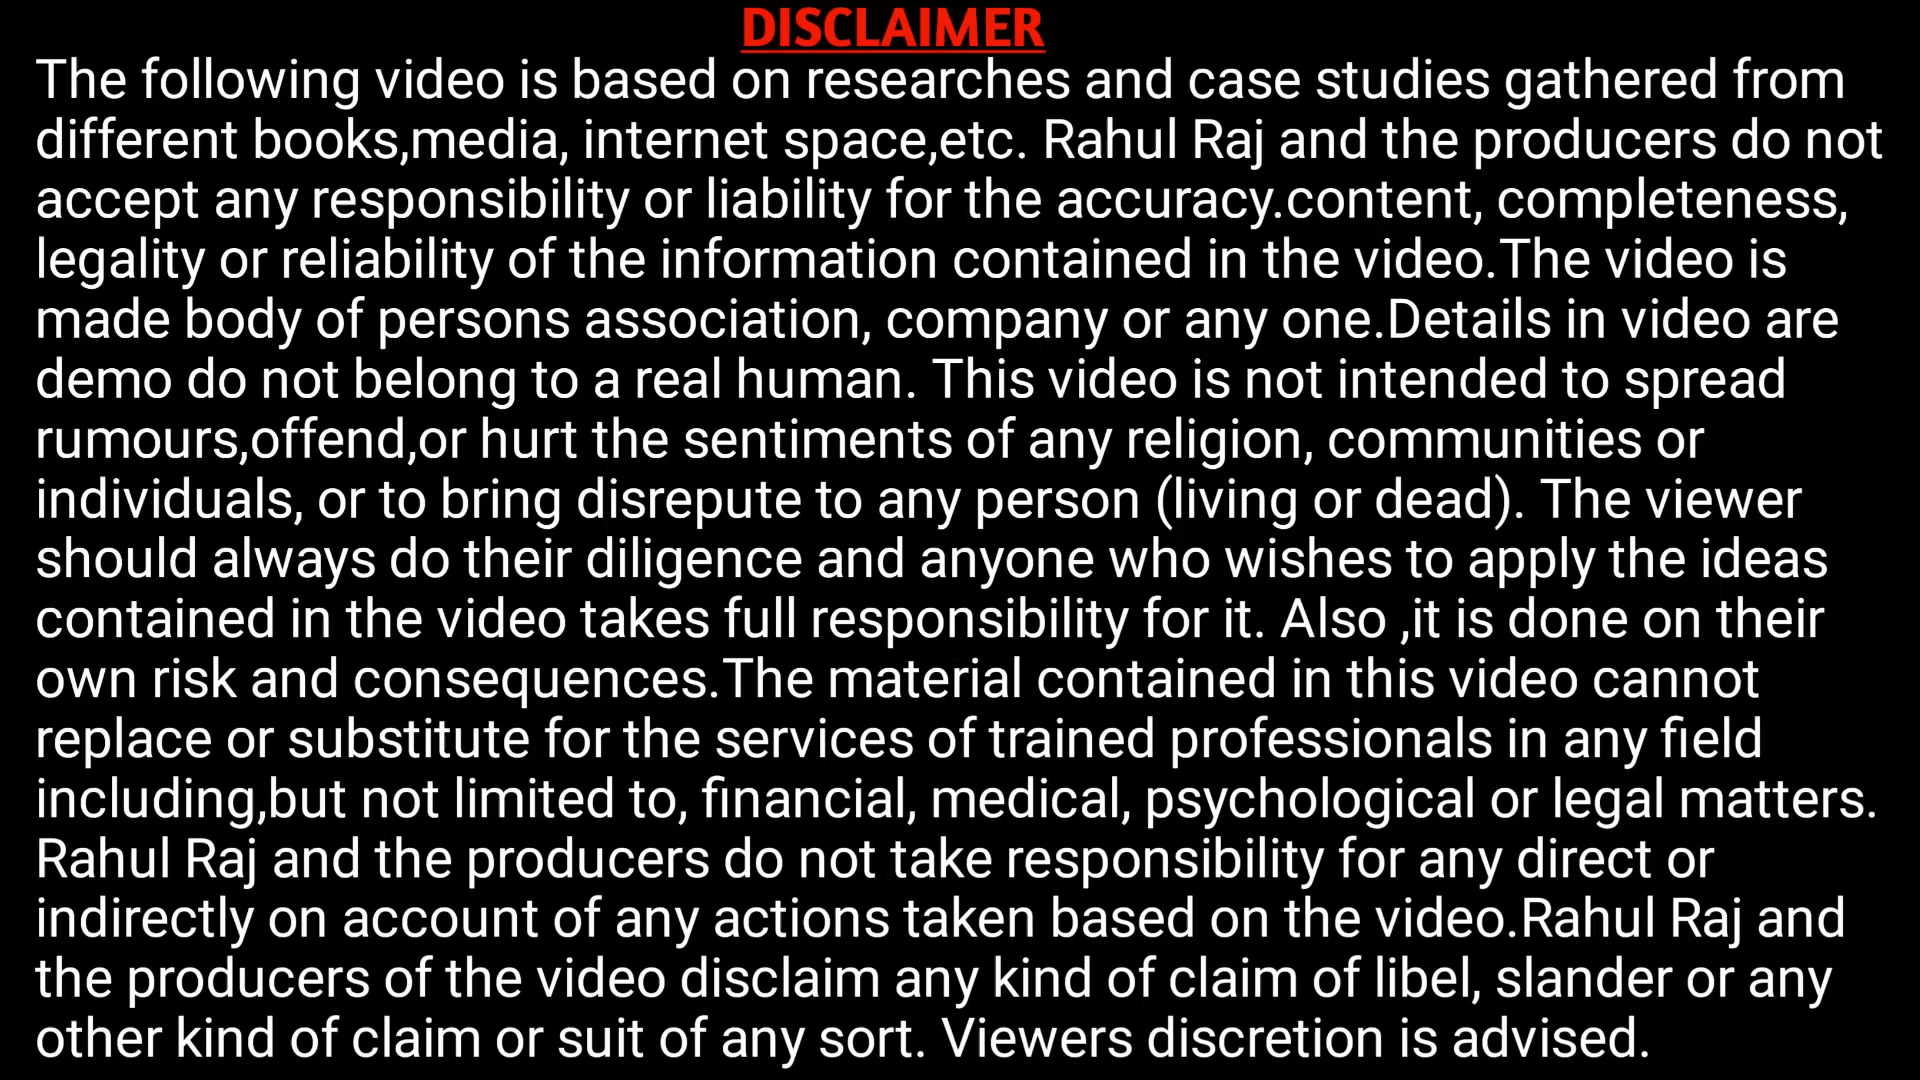 DISCLAIMER
The following video is based on researches and case studies gathered from
different books,media, internet space,etc. Rahul Raj and the producers do not
accept any responsibility or liability for the accuracy.content, completeness,
legality or reliability of the information contained in the video.The video is
made body of persons association, company or any one.Details in video are
demo do not belong to a real human. This video is not intended to spread
rumours,offend,or hurt the sentiments of any religion, communities or
individuals, or to bring disrepute to any person (living or dead). The viewer
should always do their diligence and anyone who wishes to apply the ideas
contained in the video takes full responsibility for it. Also ,it is done on their
own risk and consequences.The material contained in this video cannot
replace or substitute for the services of trained professionals in any field
including,but not limited to, financial, medical, psychological or legal matters.
Rahul Raj and the producers do not take responsibility for any direct or
indirectly on account of any actions taken based on the video.Rahul Raj and
the producers of the video disclaim any kind of claim of libel, slander or any
other kind of claim or suit of any sort. Viewers discretion is advised.